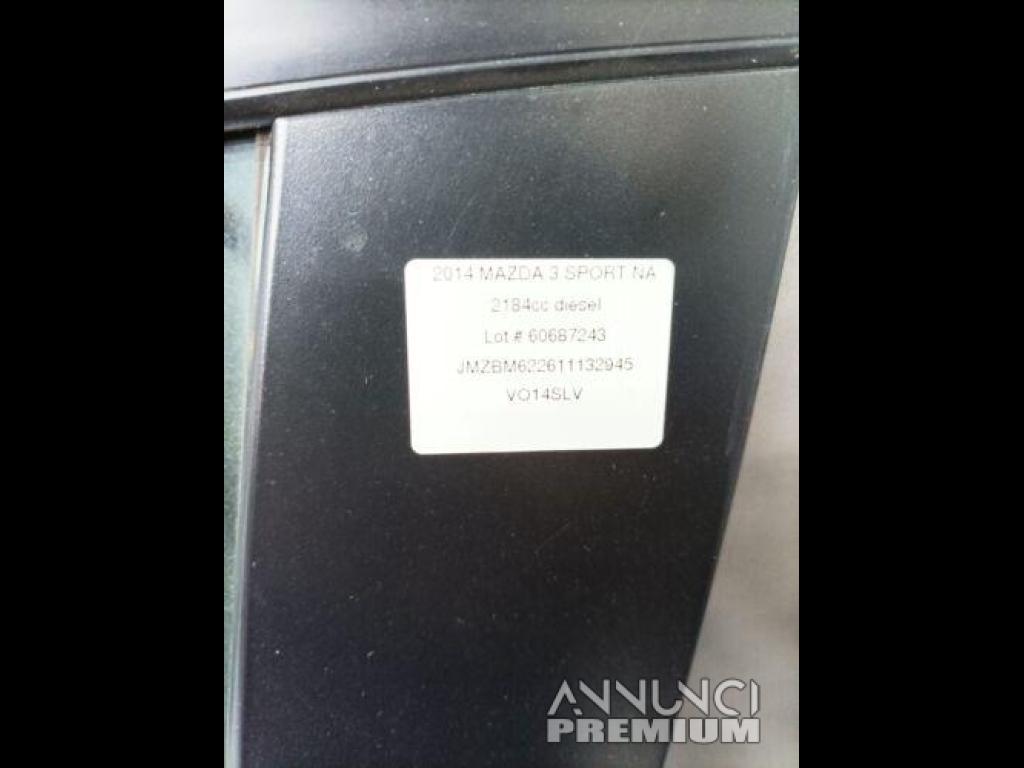 2014 MAZDA 3 SPORT NA
2184cc diesel
Lot # 60687243
JMZBM622611132945
VO14SLV
ANNUNCI
PREMIUM